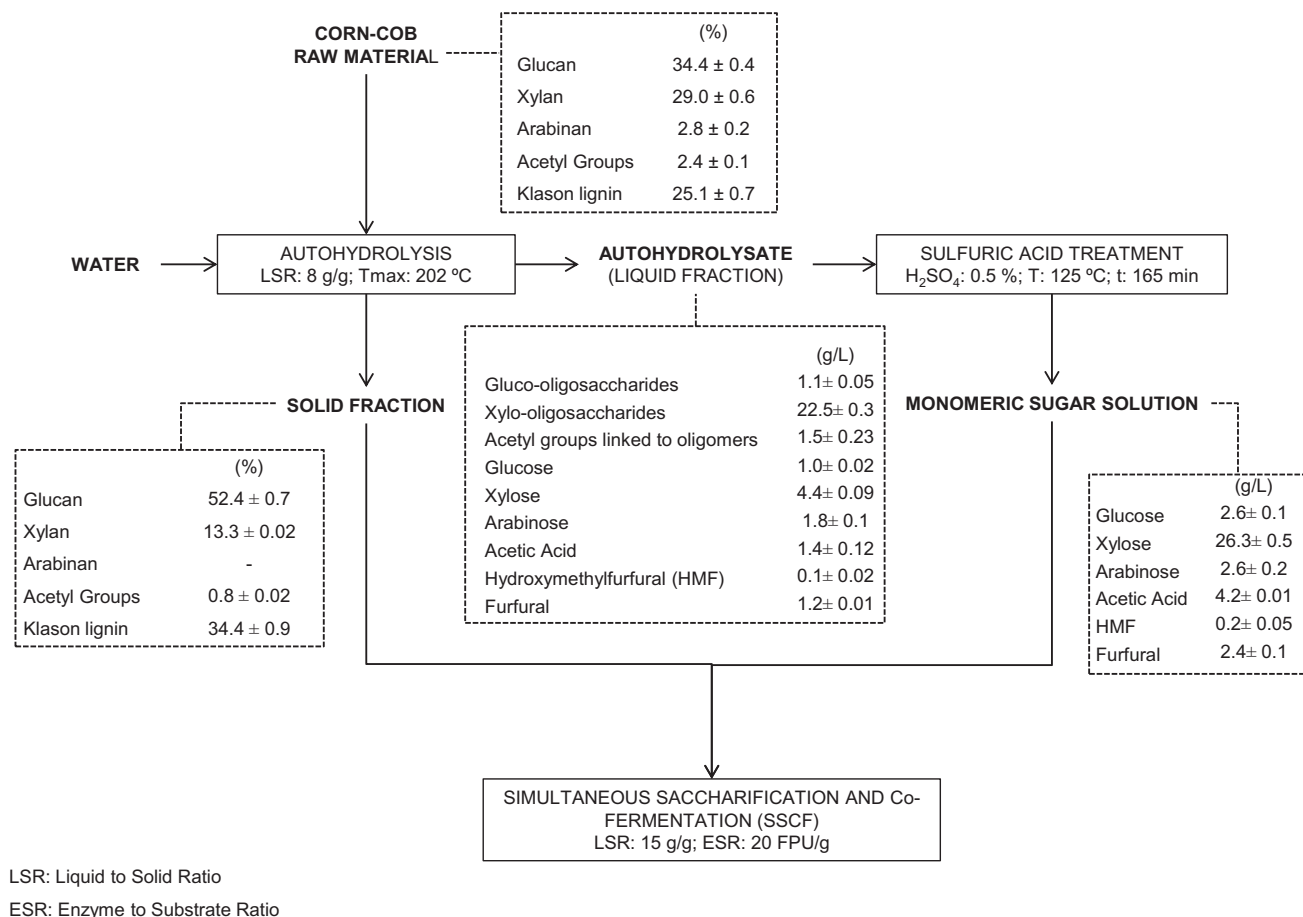 CORN-COB
RAW MATERIAL
(%)
Glucan 34.4 ± 0.4
Xylan 29.0 ± 0.6
Arabinan 2.8 ± 0.2
Acetyl Groups 2.4 ± 0.1
Klason lignin 25.1 ± 0.7
WATER
AUTOHYDROLYSIS
LSR: 8 g/g; Tmax: 202 ºC
AUTOHYDROLYSATE
(LIQUID FRACTION)
SULFURIC ACID TREATMENT
H₂SO₄: 0.5 %; T: 125 ºC; t: 165 min
SOLID FRACTION
(%)
Glucan 52.4 ± 0.7
Xylan 13.3 ± 0.02
Arabinan -
Acetyl Groups 0.8 ± 0.02
Klason lignin 34.4 ± 0.9
(g/L)
Gluco-oligosaccharides 1.1± 0.05
Xylo-oligosaccharides 22.5± 0.3
Acetyl groups linked to oligomers 1.5± 0.23
Glucose 1.0± 0.02
Xylose 4.4± 0.09
Arabinose 1.8± 0.1
Acetic Acid 1.4± 0.12
Hydroxymethylfurfural (HMF) 0.1± 0.02
Furfural 1.2± 0.01
MONOMERIC SUGAR SOLUTION
(g/L)
Glucose 2.6± 0.1
Xylose 26.3± 0.5
Arabinose 2.6± 0.2
Acetic Acid 4.2± 0.01
HMF 0.2± 0.05
Furfural 2.4± 0.1
SIMULTANEOUS SACCHARIFICATION AND Co-
FERMENTATION (SSCF)
LSR: 15 g/g; ESR: 20 FPU/g
LSR: Liquid to Solid Ratio
ESR: Enzyme to Substrate Ratio